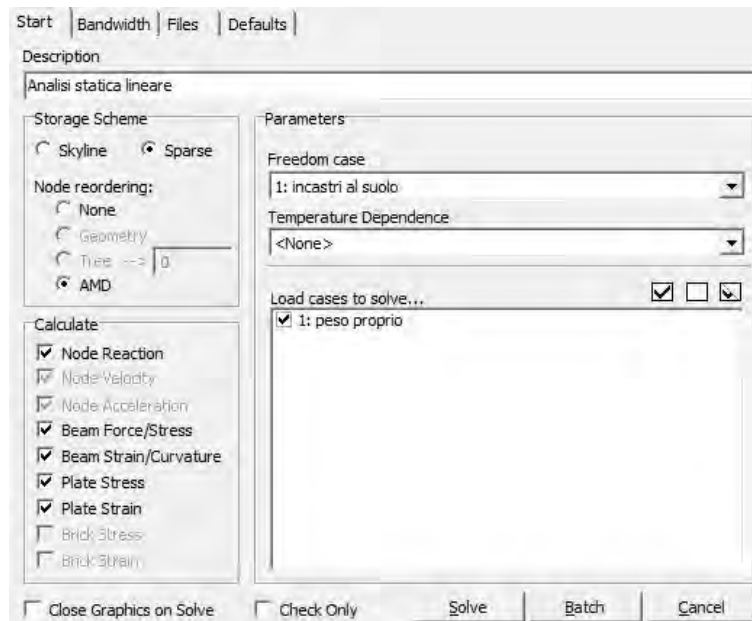 Start Bandwidth Files Defaults
Description
Analisi statica lineare
Storage Scheme
Skyline Sparse
Node reordering:
None
Geometry
Tree --> 0
AMD
Calculate
Node Reaction
Node Velocity
Node Acceleration
Beam Force/Stress
Beam Strain/Curvature
Plate Stress
Plate Strain
Brick Stress
Brick Strain
Parameters
Freedom case
1: incastri al suolo
Temperature Dependence
<None>
Load cases to solve...
1: peso proprio
Close Graphics on Solve Check Only Solve Batch Cancel